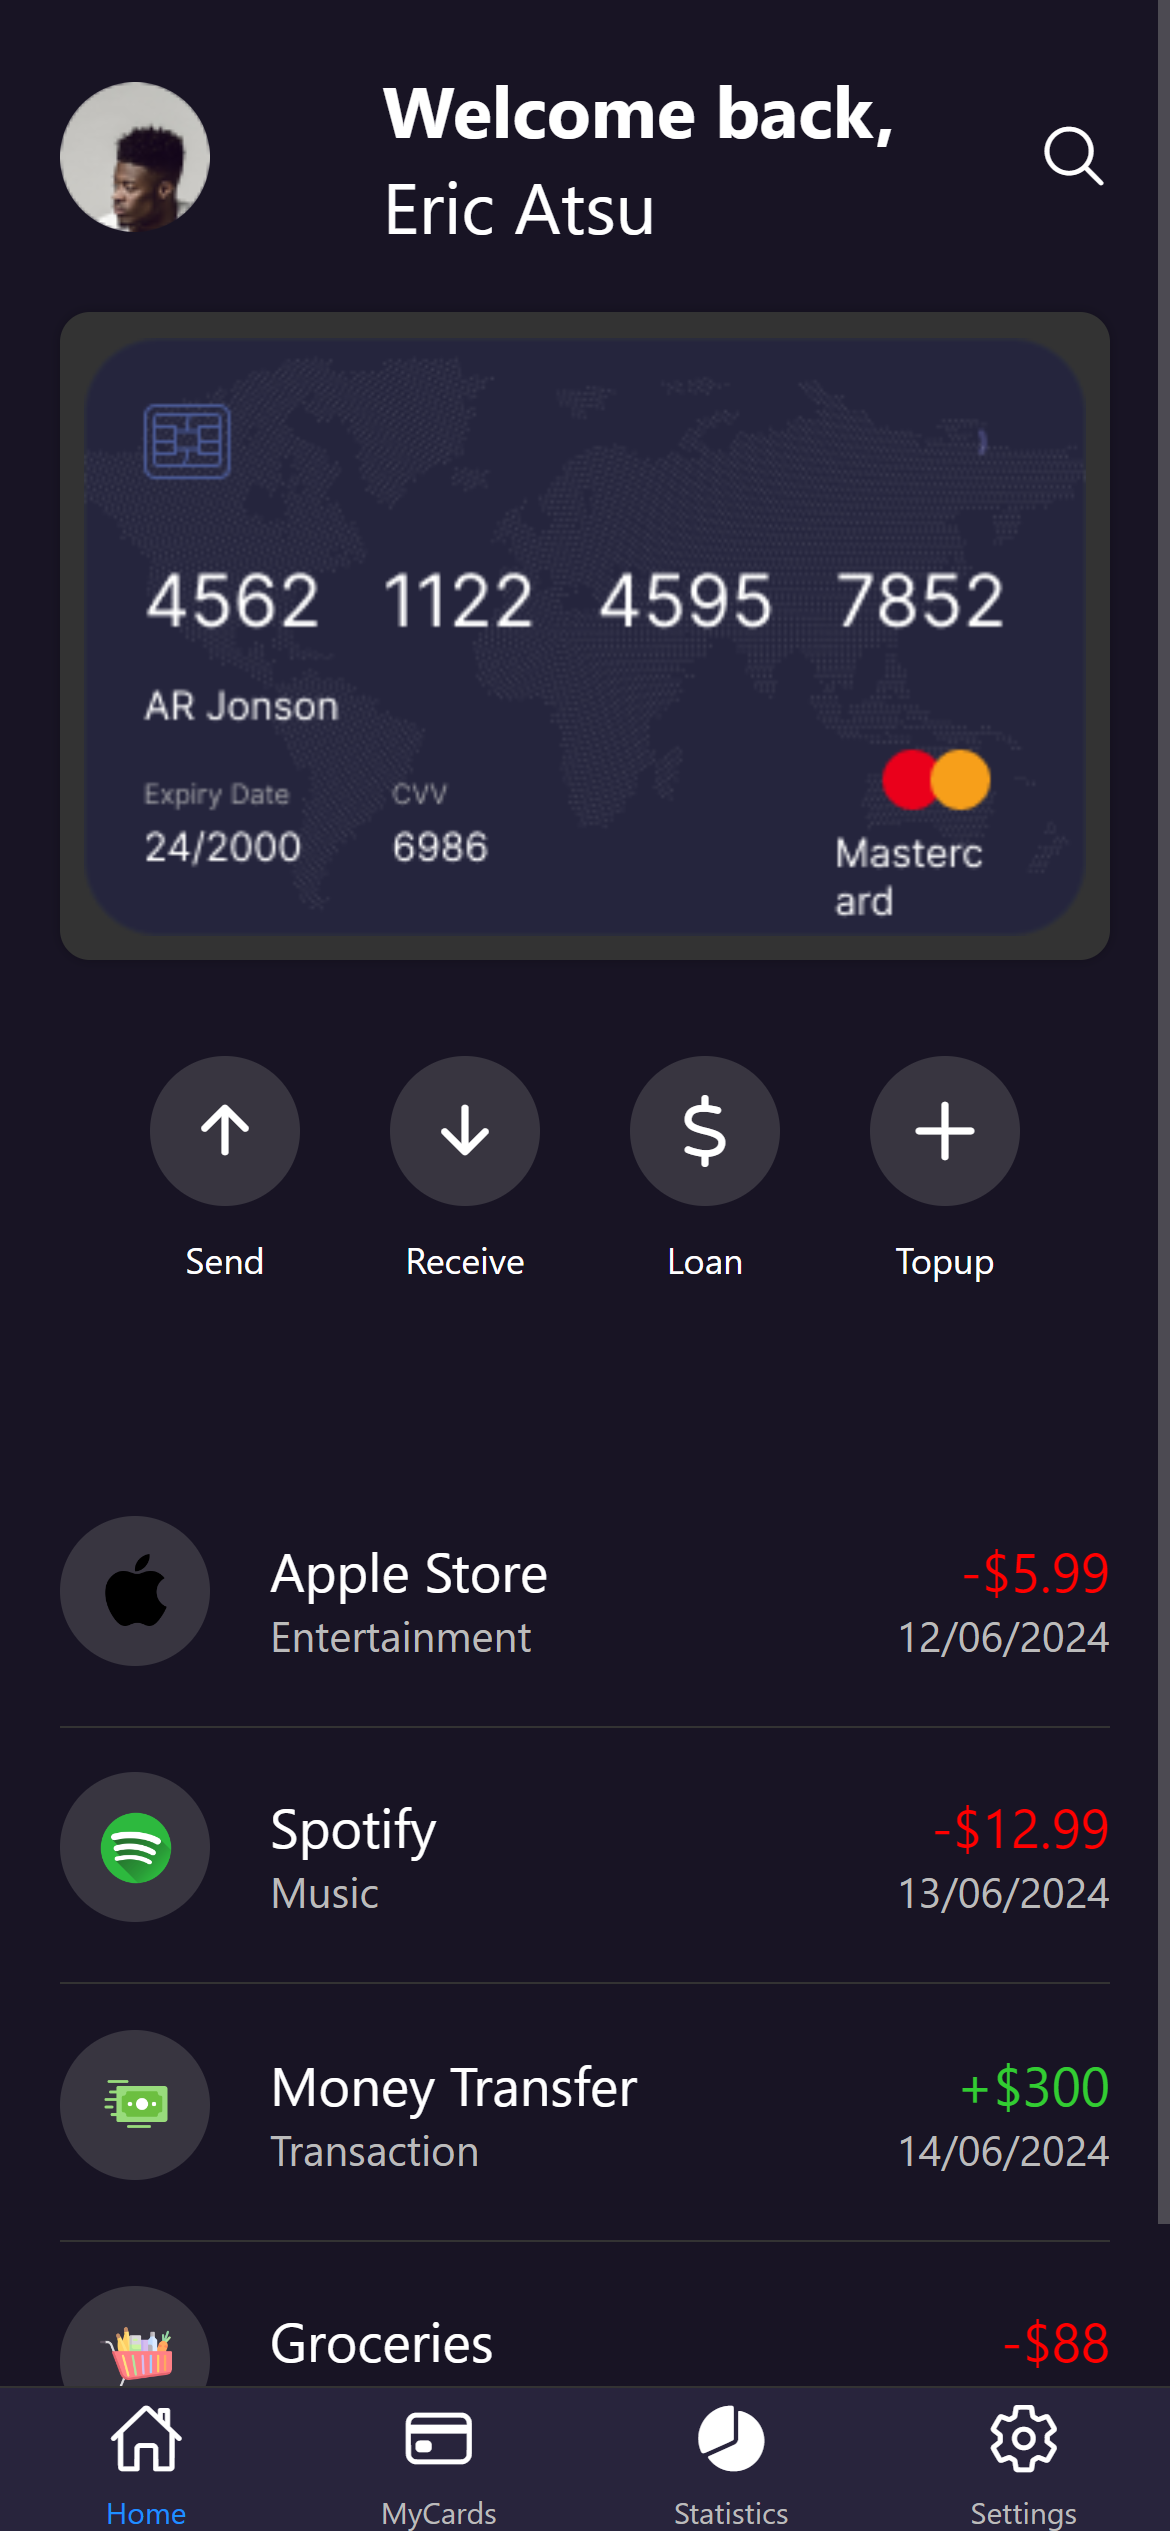 Welcome back,
Eric Atsu
4562 1122 4595 7852
AR Jonson
Expiry Date CVV
24/2000 6986
Masterc
ard
Send Receive Loan Topup
Apple Store -$5.99
Entertainment 12/06/2024
Spotify -$12.99
Music 13/06/2024
Money Transfer +$300
Transaction 14/06/2024
Groceries -$88
Home MyCards Statistics Settings